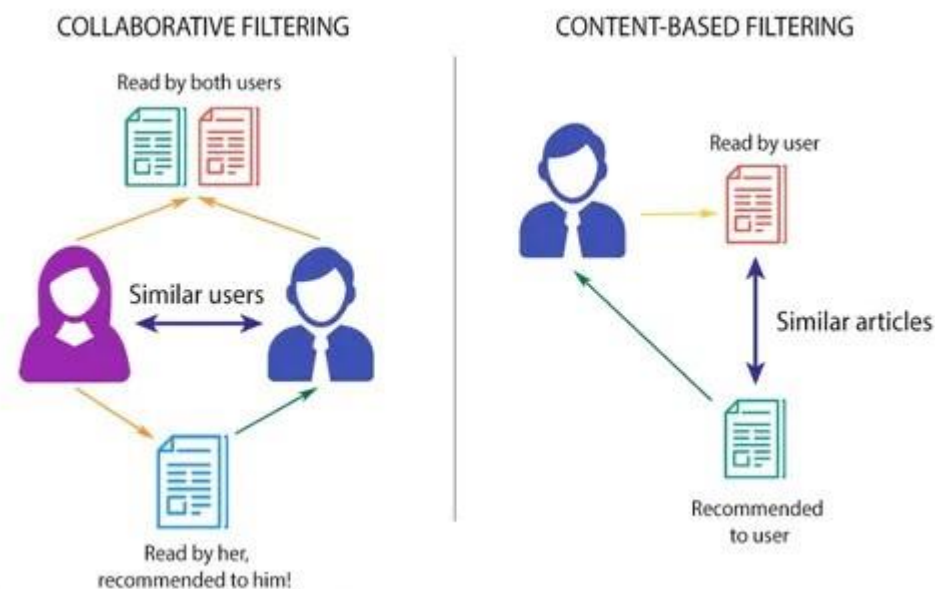 COLLABORATIVE FILTERING
Read by both users
Similar users
Read by her,
recommended to him!
CONTENT-BASED FILTERING
Read by user
Similar articles
Recommended
to user